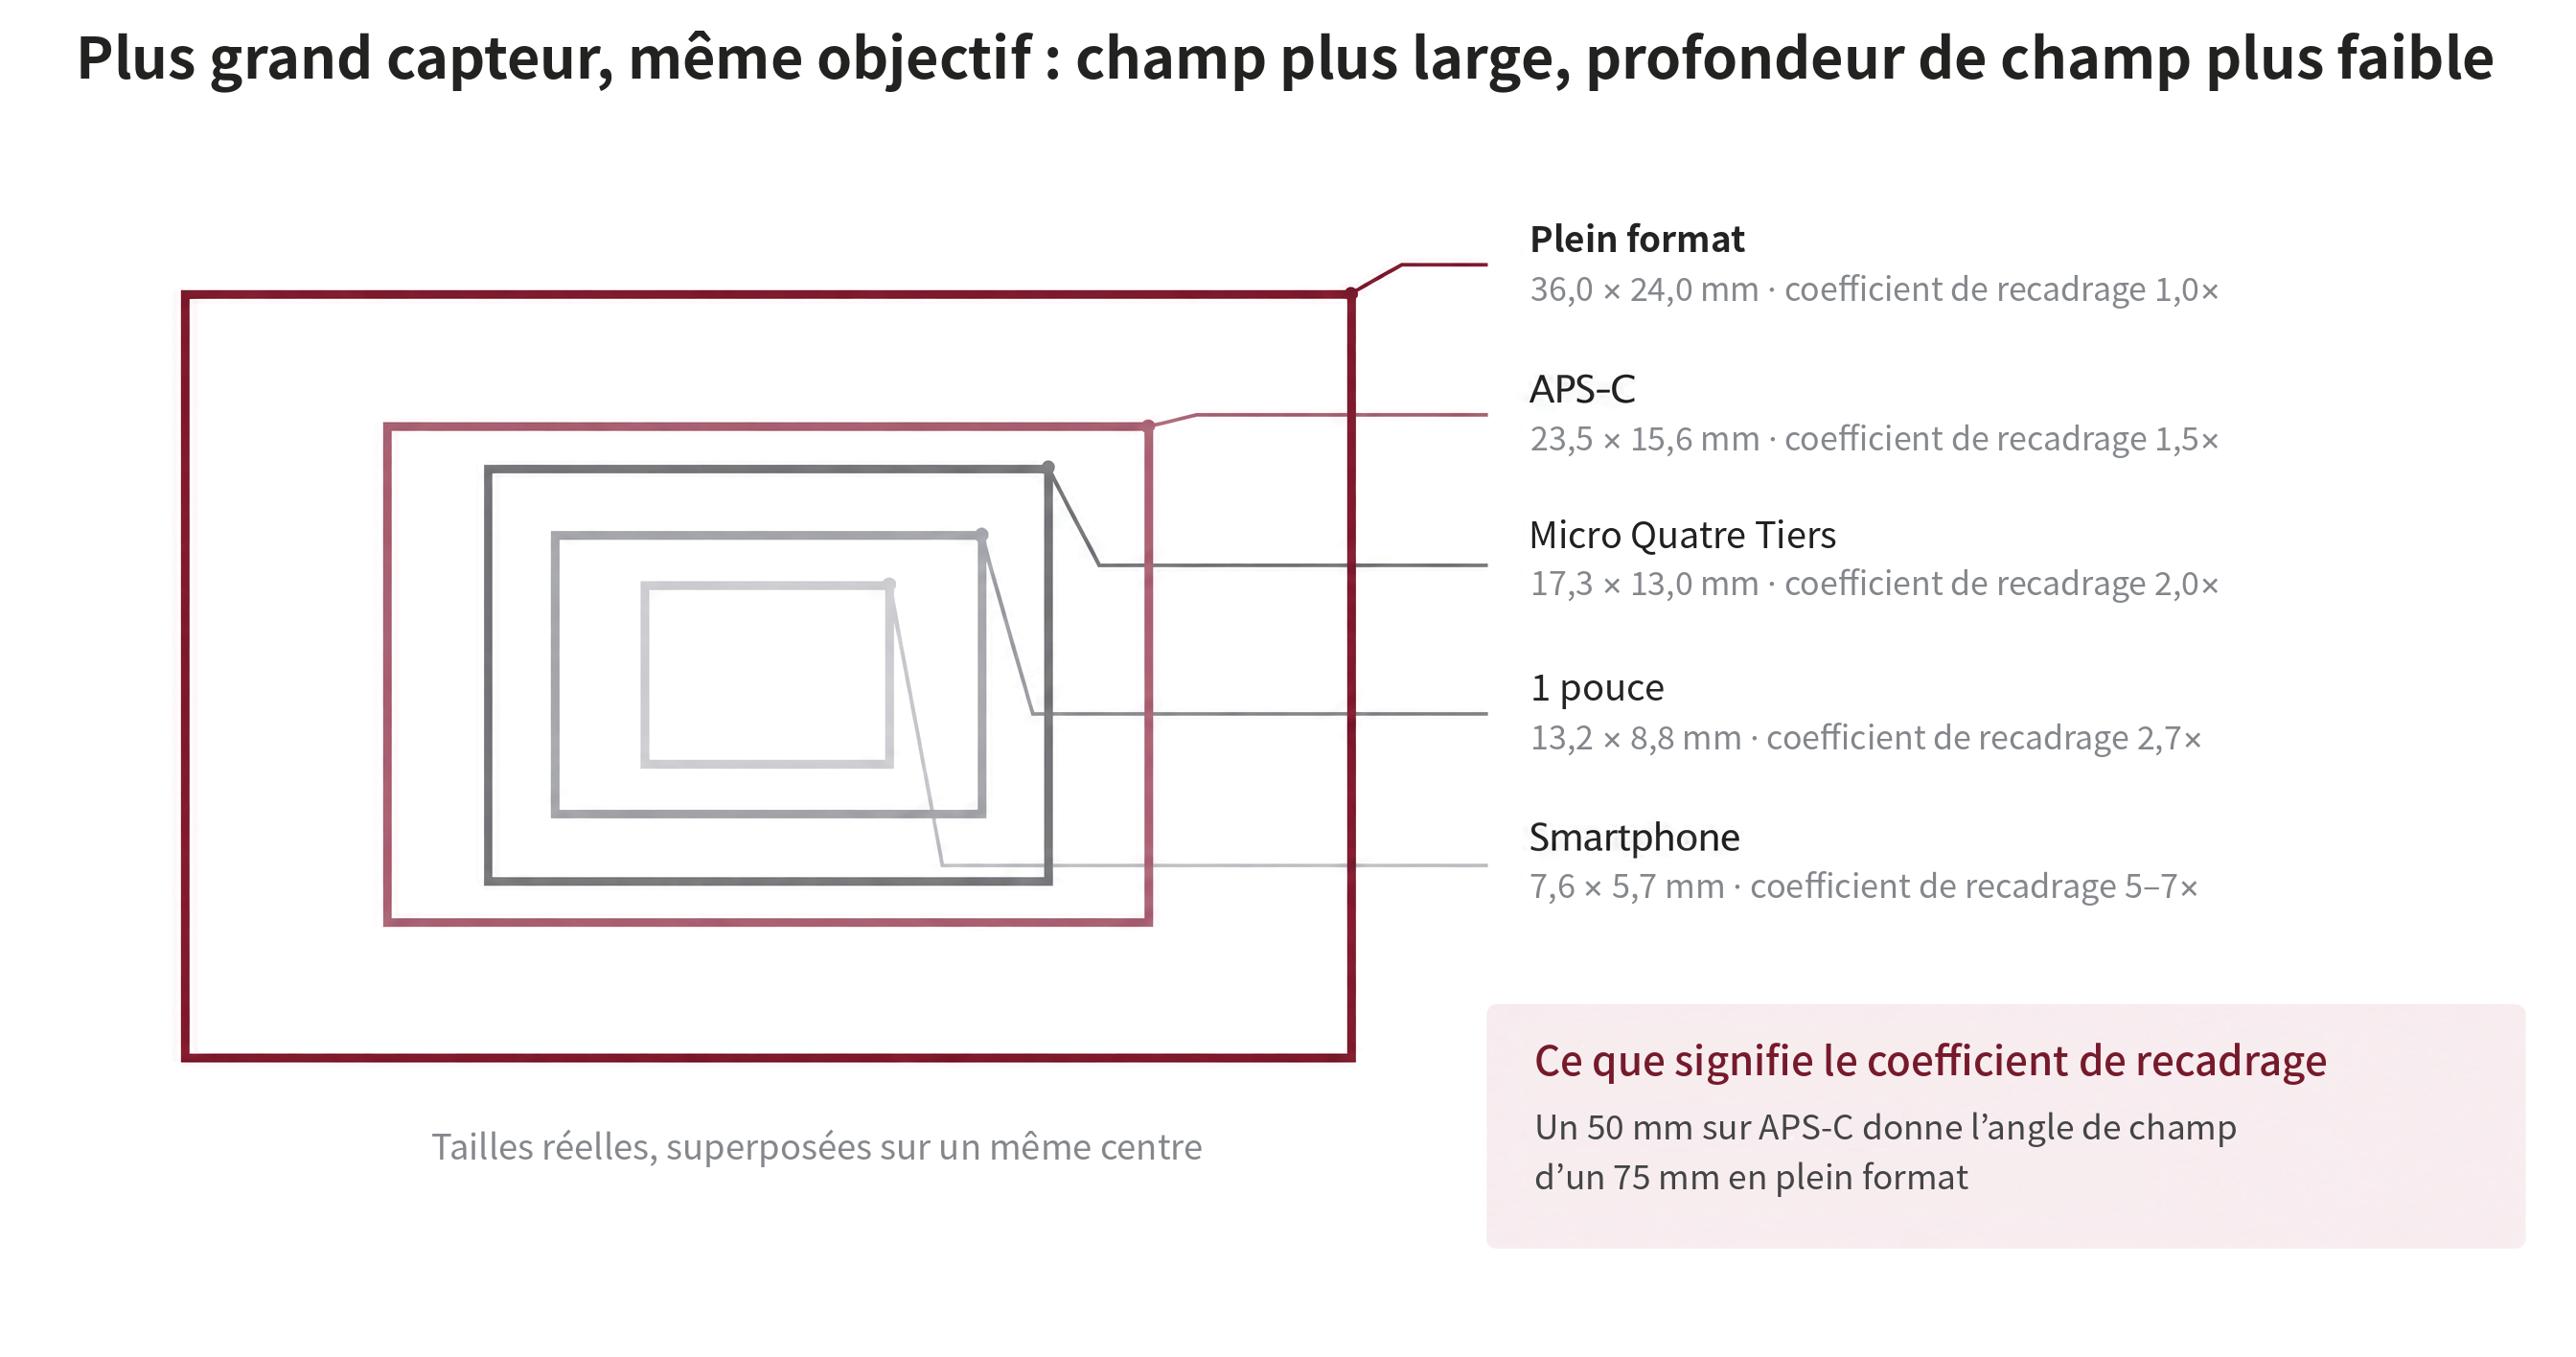 Plus grand capteur, même objectif : champ plus large, profondeur de champ plus faible
Plein format
36,0 × 24,0 mm · coefficient de recadrage 1,0×
APS-C
23,5 × 15,6 mm · coefficient de recadrage 1,5×
Micro Quatre Tiers
17,3 × 13,0 mm · coefficient de recadrage 2,0×
1 pouce
13,2 × 8,8 mm · coefficient de recadrage 2,7×
Smartphone
7,6 × 5,7 mm · coefficient de recadrage 5–7×
Tailles réelles, superposées sur un même centre
Ce que signifie le coefficient de recadrage
Un 50 mm sur APS-C donne l’angle de champ
d’un 75 mm en plein format